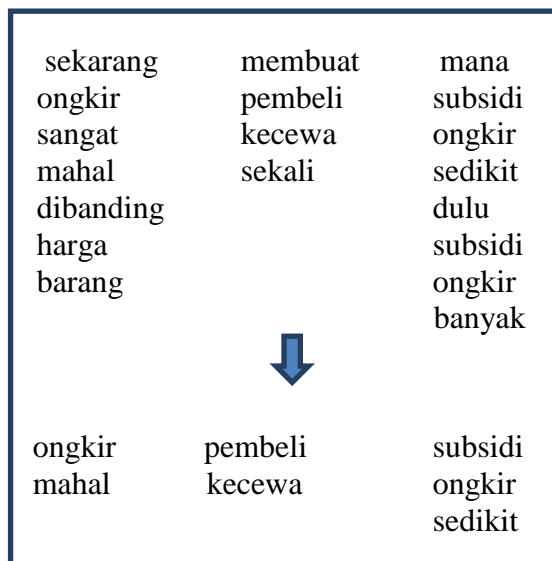 sekarang membuat mana
ongkir pembeli subsidi
sangat kecewa ongkir
mahal sekali sedikit
dibanding dulu
harga subsidi
barang ongkir
banyak
ongkir pembeli subsidi
mahal kecewa ongkir
sedikit